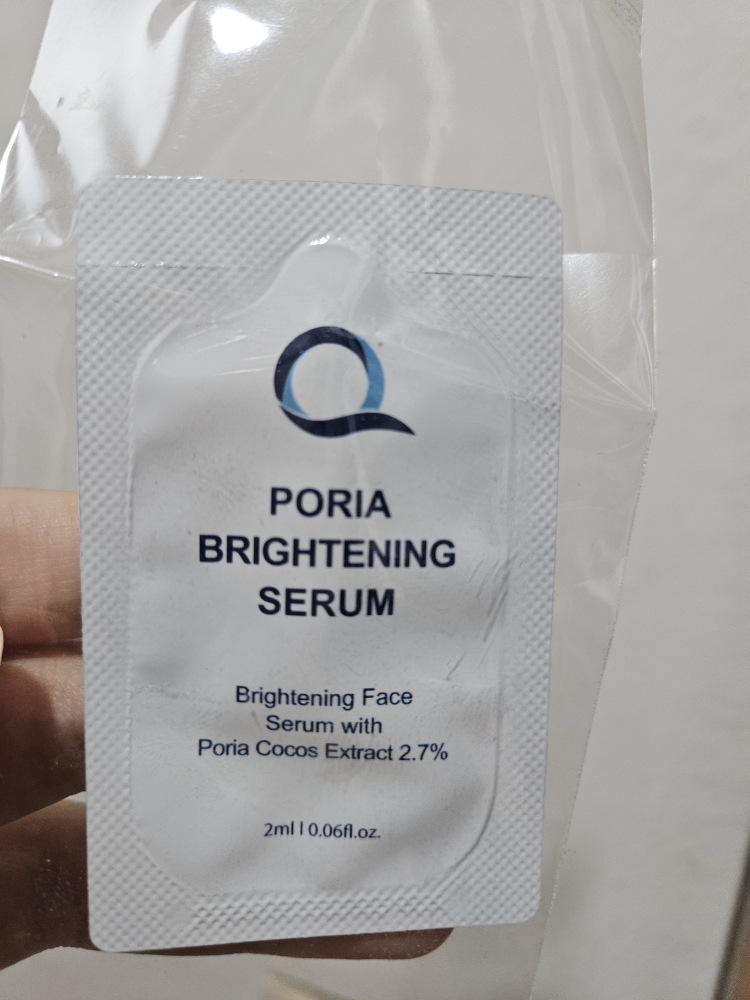 PORIA
BRIGHTENING
SERUM
Brightening Face
Serum with
Poria Cocos Extract 2.7%
2ml | 0.06fl.oz.